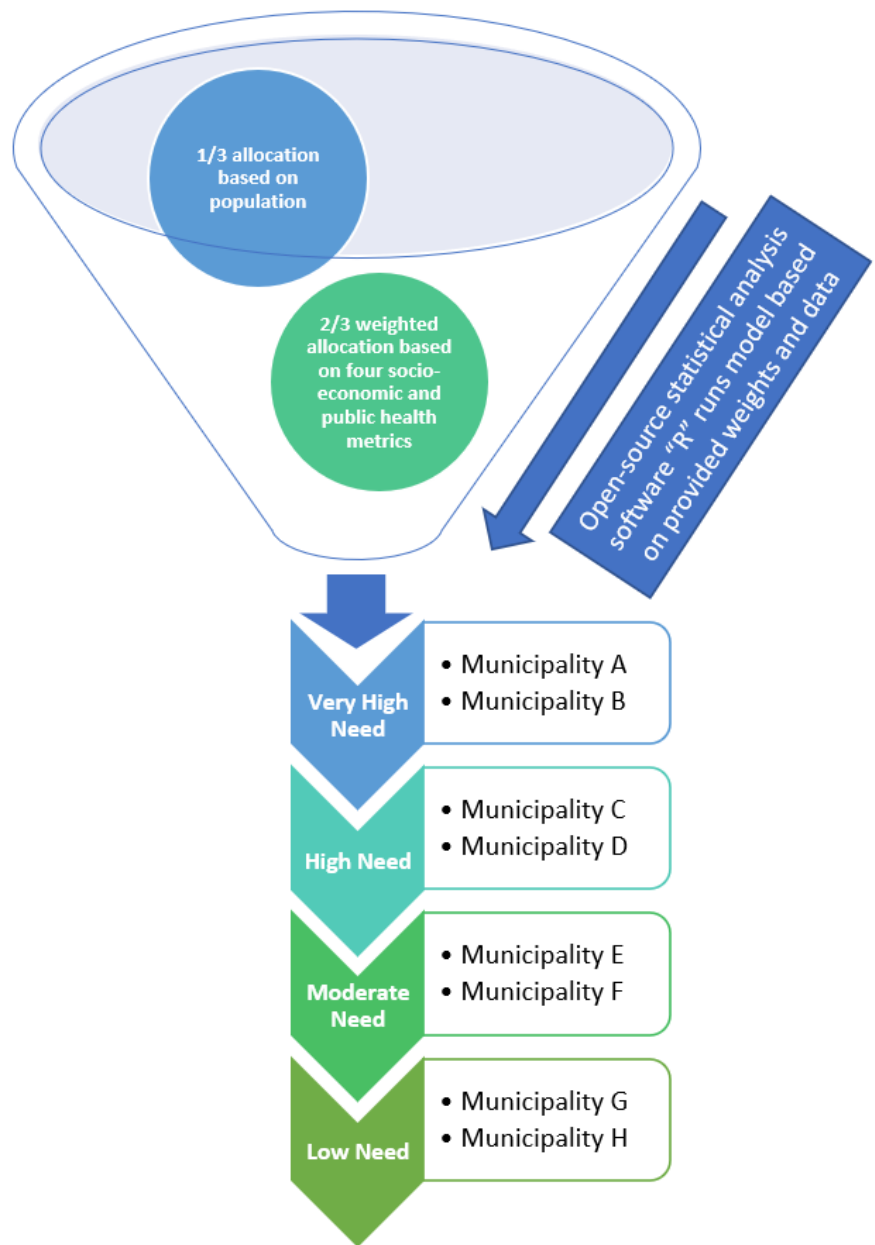 1/3 allocation
based on
population
2/3 weighted
allocation based
on four socio-
economic and
public health
metrics
Open-source statistical analysis
software “R” runs model based
on provided weights and data
Very High
Need
• Municipality A
• Municipality B
High Need
• Municipality C
• Municipality D
Moderate
Need
• Municipality E
• Municipality F
Low Need
• Municipality G
• Municipality H